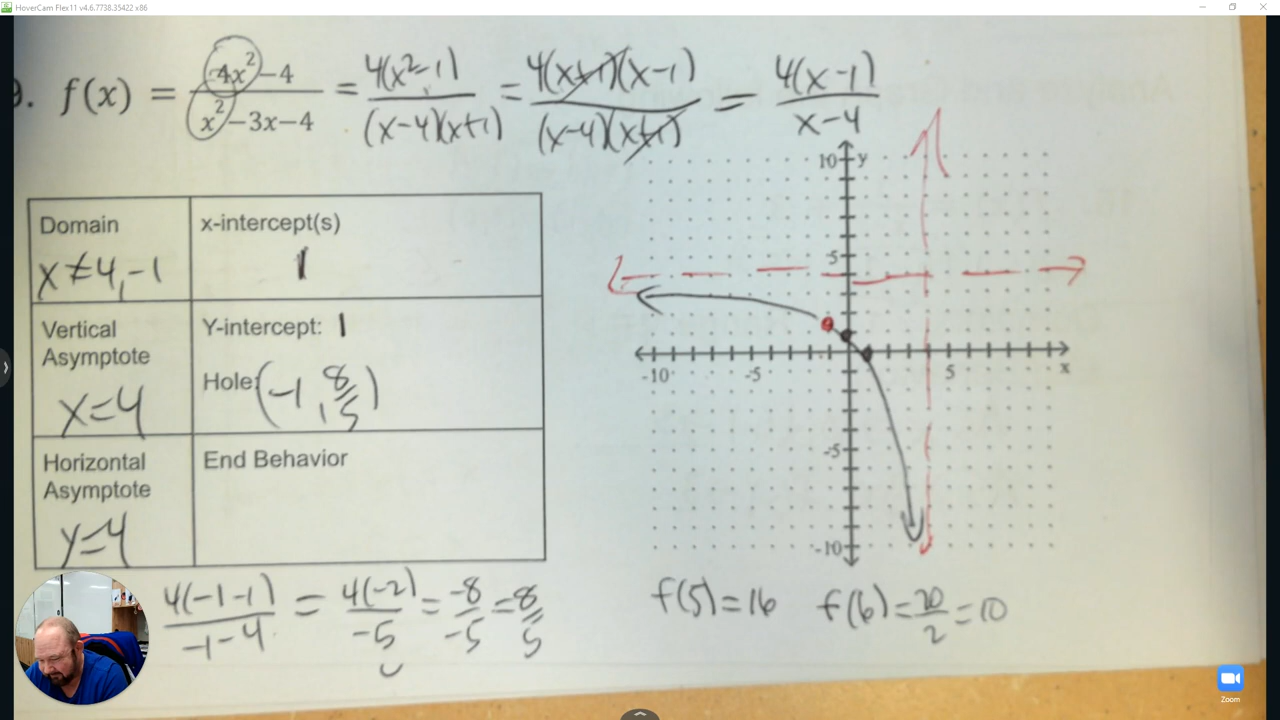 HoverCam Flex11 v4.6.7738.35422 x86
9. f(x) = 4x²-4 / x²-3x-4 = 4(x²-1) / (x-4)(x+1) = 4(x+1)(x-1) / (x-4)(x+1) = 4(x-1) / x-4
Domain
x≠4,-1
x-intercept(s)
1
Vertical
Asymptote
x=4
Y-intercept: 1
Hole: (-1, 8/5)
Horizontal
Asymptote
y=4
End Behavior
10 y
5
-10 -5 5 x
-5
-10
4(-1-1) / -1-4 = 4(-2) / -5 = -8 / -5 = 8 / 5
f(5)=16 f(6)=20/2=10
Zoom